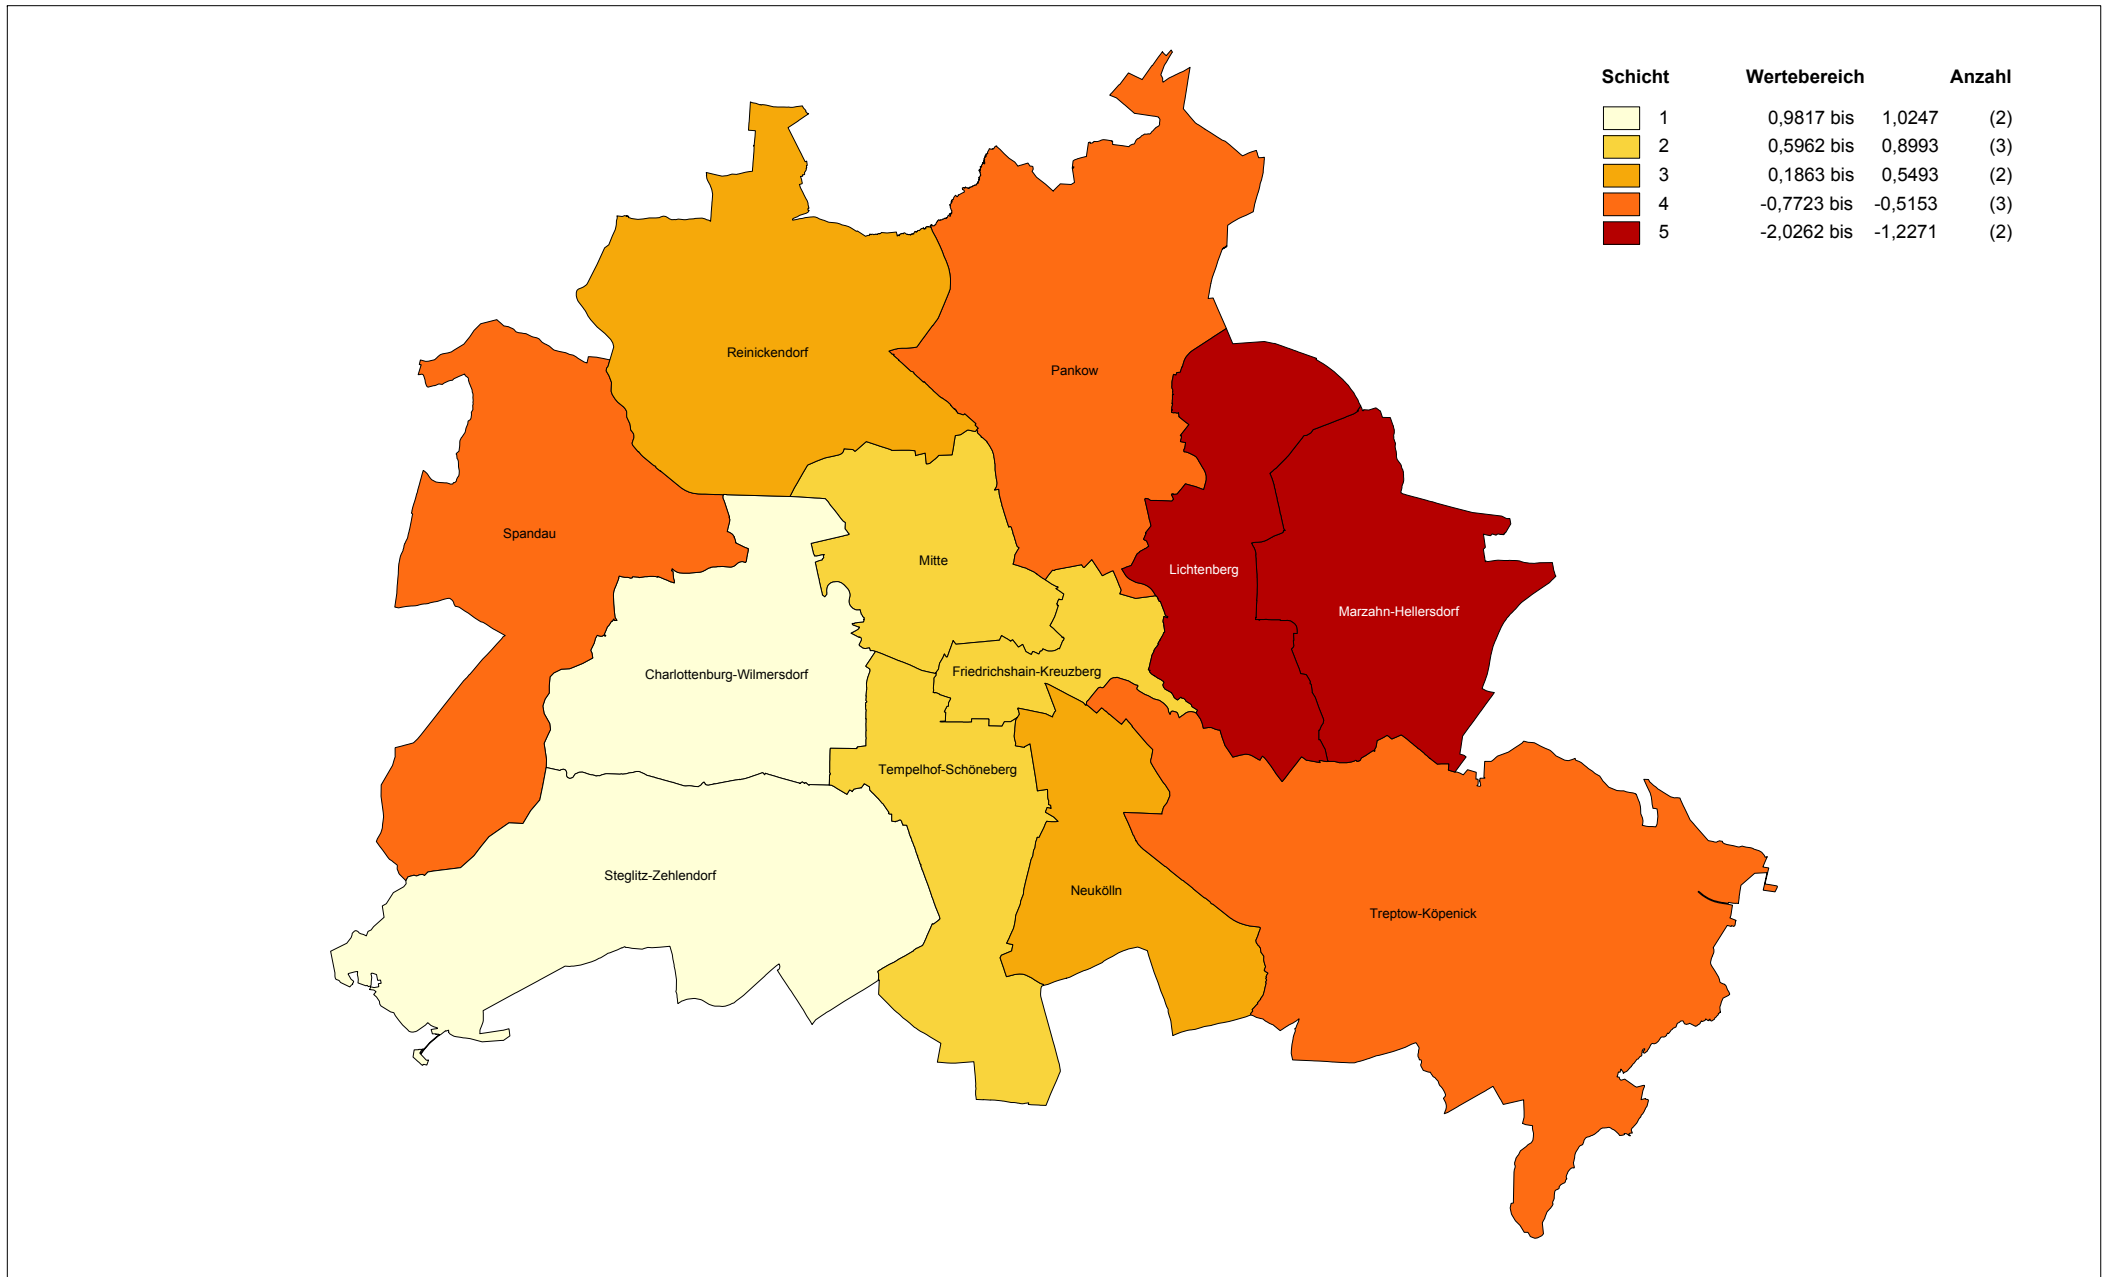 Schicht Wertebereich Anzahl
1 0,9817 bis 1,0247 (2)
2 0,5962 bis 0,8993 (3)
3 0,1863 bis 0,5493 (2)
4 -0,7723 bis -0,5153 (3)
5 -2,0262 bis -1,2271 (2)
Reinickendorf
Pankow
Spandau
Mitte
Lichtenberg
Marzahn-Hellersdorf
Charlottenburg-Wilmersdorf
Friedrichshain-Kreuzberg
Tempelhof-Schöneberg
Steglitz-Zehlendorf
Neukölln
Treptow-Köpenick